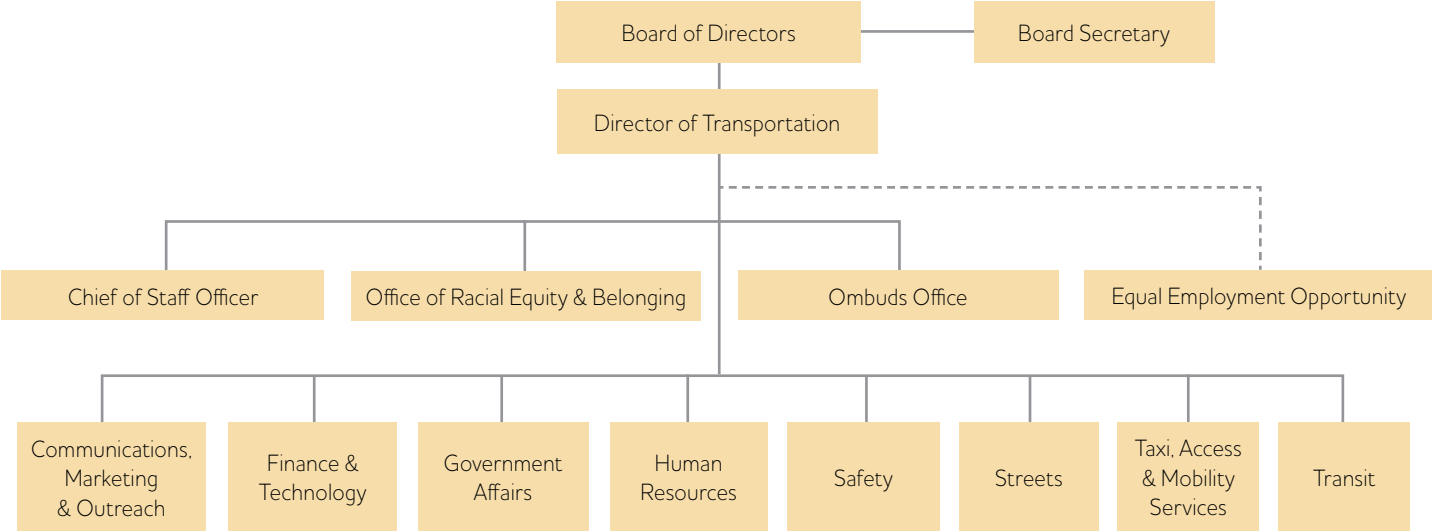 Board of Directors
Board Secretary
Director of Transportation
Chief of Staff Officer
Office of Racial Equity & Belonging
Ombuds Office
Equal Employment Opportunity
Communications,
Marketing
& Outreach
Finance &
Technology
Government
Affairs
Human
Resources
Safety
Streets
Taxi, Access
& Mobility
Services
Transit